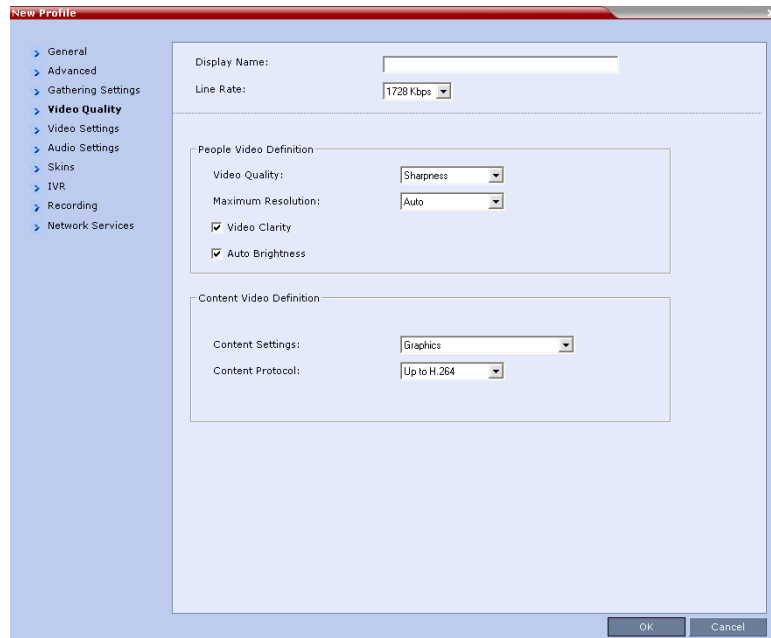 New Profile
General
Advanced
Gathering Settings
Video Quality
Video Settings
Audio Settings
Skins
IVR
Recording
Network Services
Display Name:
Line Rate: 1728 Kbps
People Video Definition
Video Quality: Sharpness
Maximum Resolution: Auto
Video Clarity
Auto Brightness
Content Video Definition
Content Settings: Graphics
Content Protocol: Up to H.264
OK Cancel